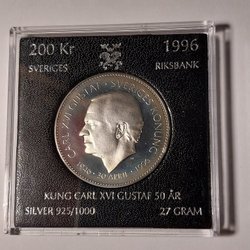 200 Kr 1996
SVERIGES RIKSBANK
CARL XVI GUSTAF · SVERIGES KONUNG
1946 - 30 APRIL - 1996
KUNG CARL XVI GUSTAF 50 ÅR
SILVER 925/1000 27 GRAM